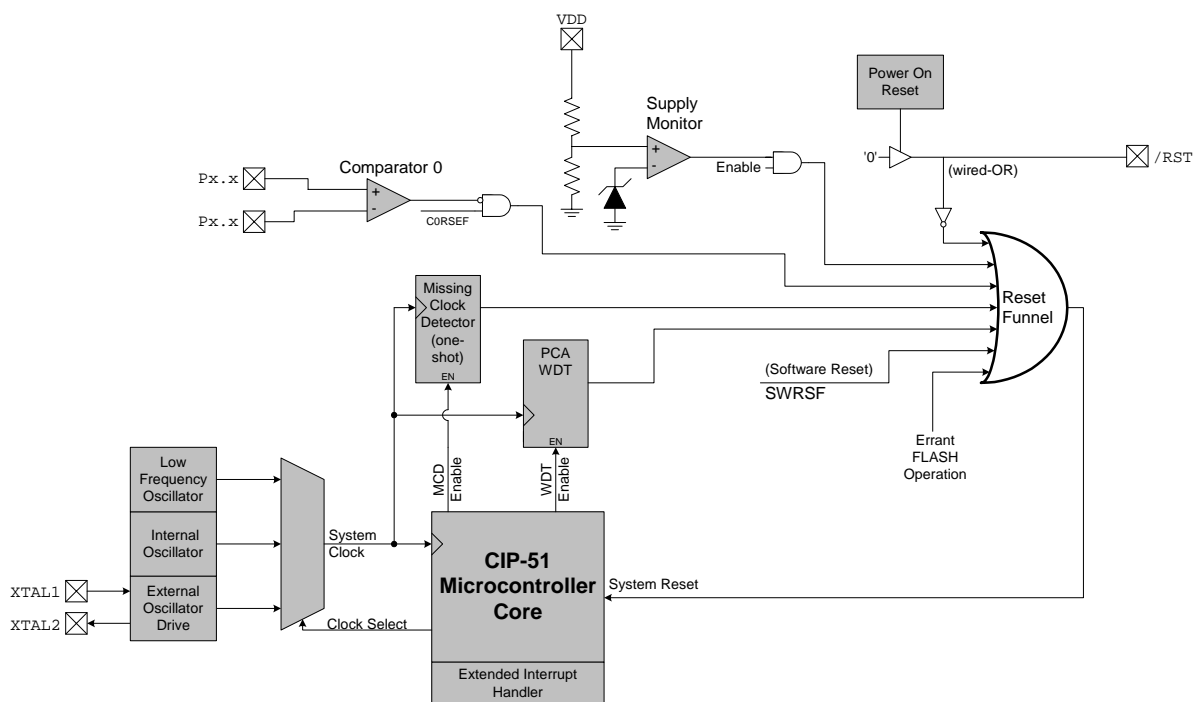 VDD
Power On
Reset
Supply
Monitor
+
-
Enable
'0'
(wired-OR)
/RST
Comparator 0
Px.x
Px.x
+
-
C0RSEF
Missing
Clock
Detector
(one-
shot)
EN
PCA
WDT
EN
Reset
Funnel
(Software Reset)
SWRSF
Errant
FLASH
Operation
Low
Frequency
Oscillator
Internal
Oscillator
External
Oscillator
Drive
XTAL1
XTAL2
System
Clock
MCD
Enable
WDT
Enable
CIP-51
Microcontroller
Core
System Reset
Clock Select
Extended Interrupt
Handler